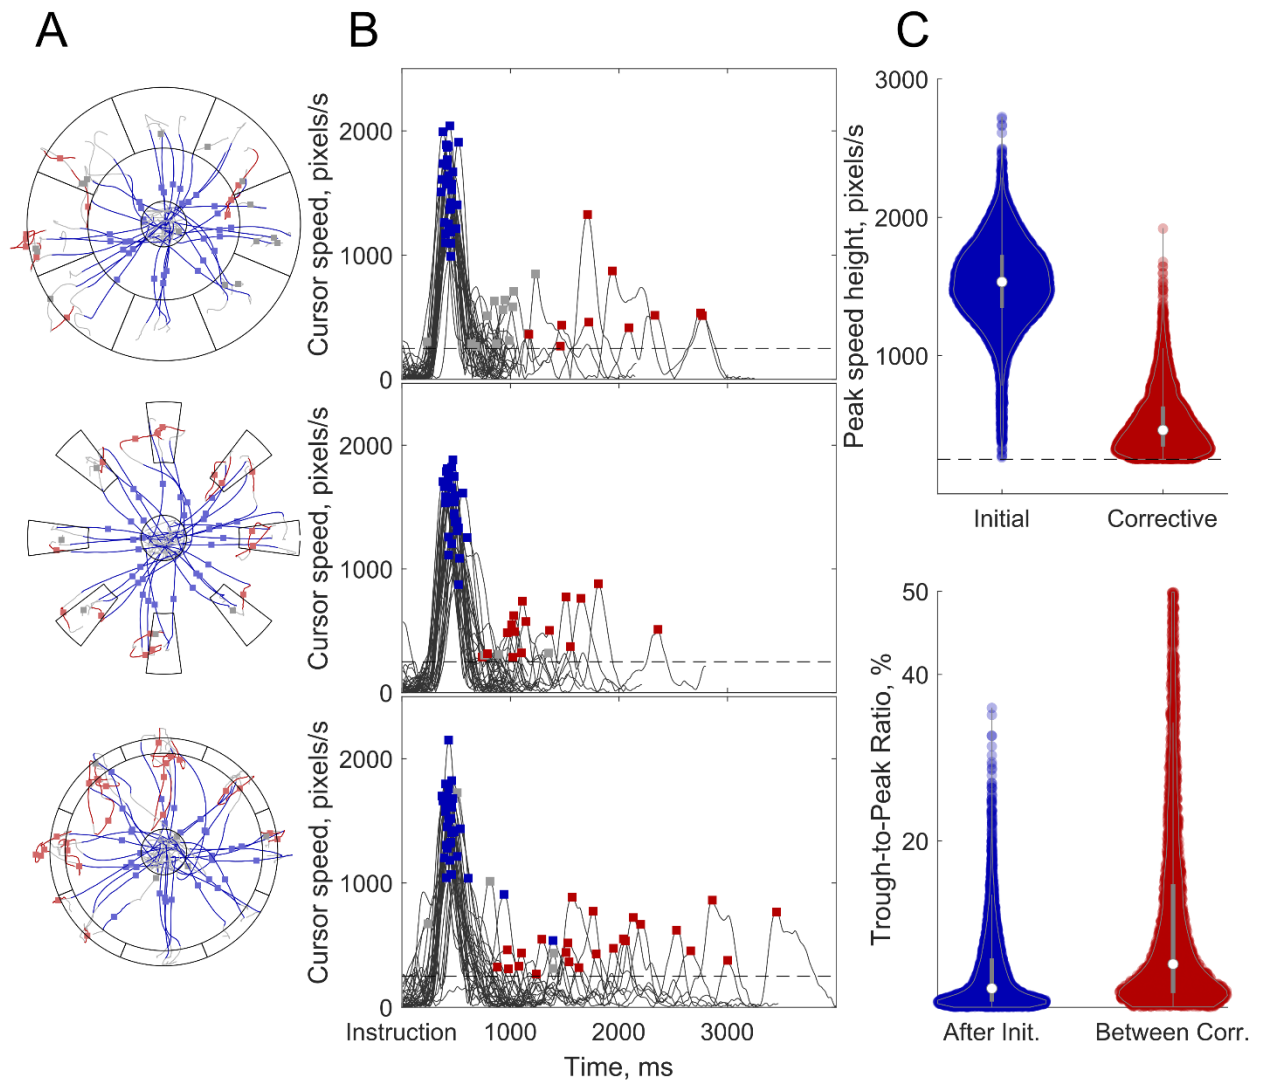 A
B
C
Cursor speed, pixels/s
2000
1000
0
Cursor speed, pixels/s
2000
1000
0
Cursor speed, pixels/s
2000
1000
0
Instruction 1000 2000 3000
Time, ms
Peak speed height, pixels/s
3000
2000
1000
Initial Corrective
Trough-to-Peak Ratio, %
50
40
20
After Init. Between Corr.